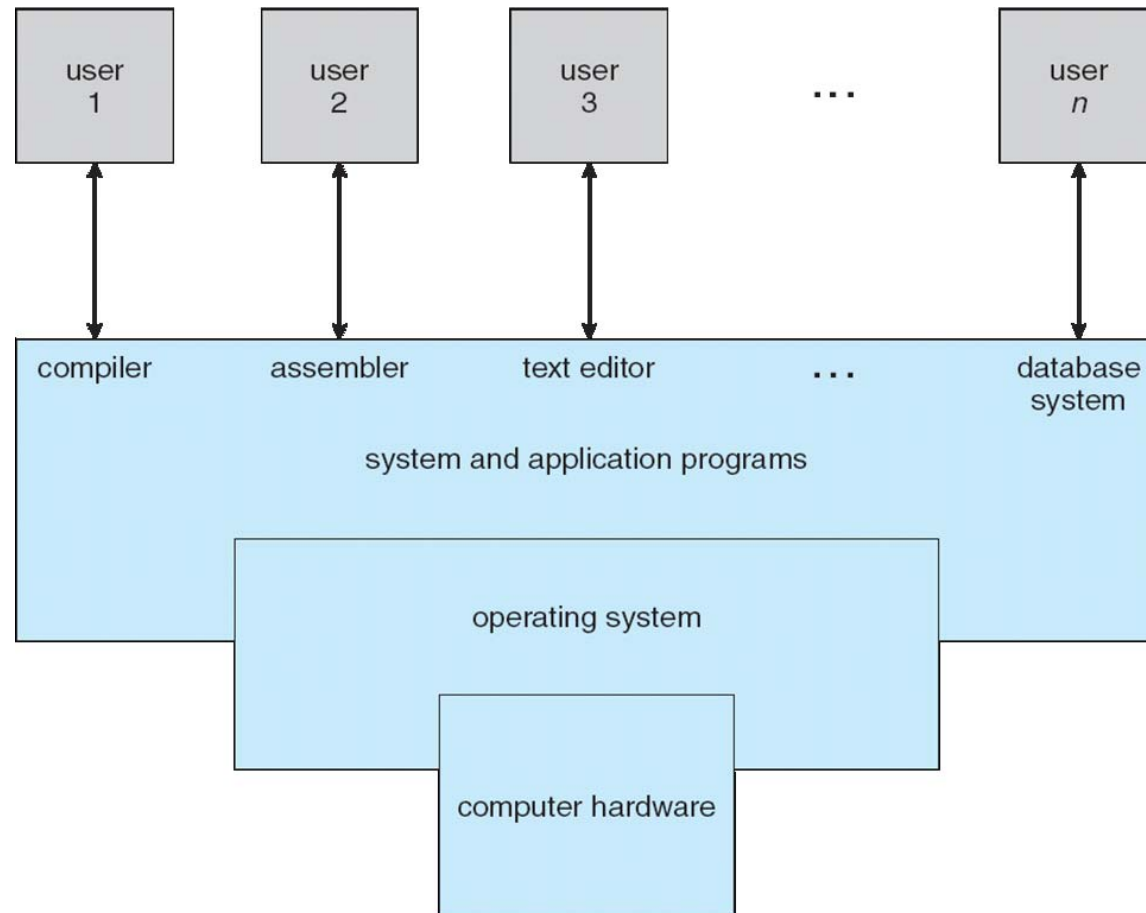 user
1
user
2
user
3
...
user
n
compiler
assembler
text editor
...
database
system
system and application programs
operating system
computer hardware